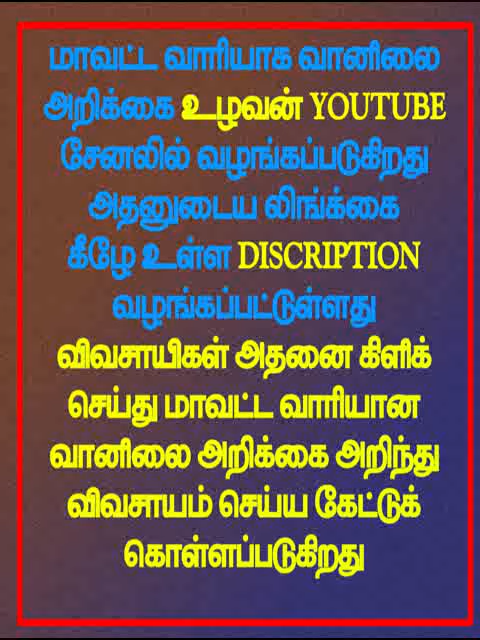 மாவட்ட வாரியாக வானிலை
அறிக்கை உழவன் YOUTUBE
சேனலில் வழங்கப்படுகிறது
அதனுடைய லிங்க்கை
கீழே உள்ள DISCRIPTION
வழங்கப்பட்டுள்ளது
விவசாயிகள் அதனை கிளிக்
செய்து மாவட்ட வாரியான
வானிலை அறிக்கை அறிந்து
விவசாயம் செய்ய கேட்டுக்
கொள்ளப்படுகிறது